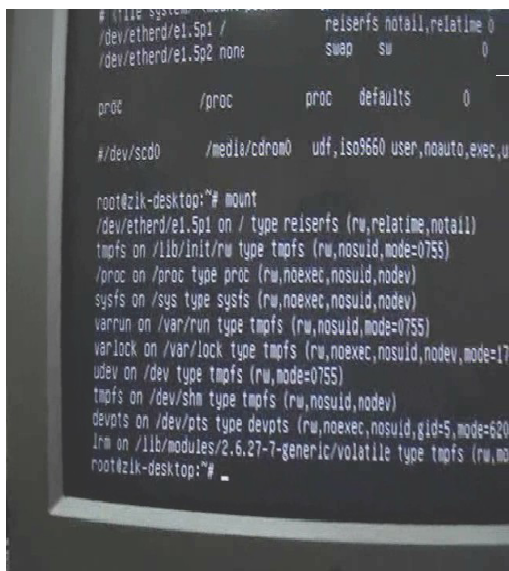 # <file system> <mount
/dev/etherd/e1.5p1 / reiserfs notail,relatime 0
/dev/etherd/e1.5p2 none swap sw 0
proc /proc proc defaults 0
#/dev/scd0 /media/cdrom0 udf,iso9660 user,noauto,exec,u
root@zik-desktop:~# mount
/dev/etherd/e1.5p1 on / type reiserfs (rw,relatime,notail)
tmpfs on /lib/init/rw type tmpfs (rw,nosuid,mode=0755)
/proc on /proc type proc (rw,noexec,nosuid,nodev)
sysfs on /sys type sysfs (rw,noexec,nosuid,nodev)
varrun on /var/run type tmpfs (rw,nosuid,mode=0755)
varlock on /var/lock type tmpfs (rw,noexec,nosuid,nodev,mode=17
udev on /dev type tmpfs (rw,mode=0755)
tmpfs on /dev/shm type tmpfs (rw,nosuid,nodev)
devpts on /dev/pts type devpts (rw,noexec,nosuid,gid=5,mode=620
lrm on /lib/modules/2.6.27-7-generic/volatile type tmpfs (rw,mo
root@zik-desktop:~# _